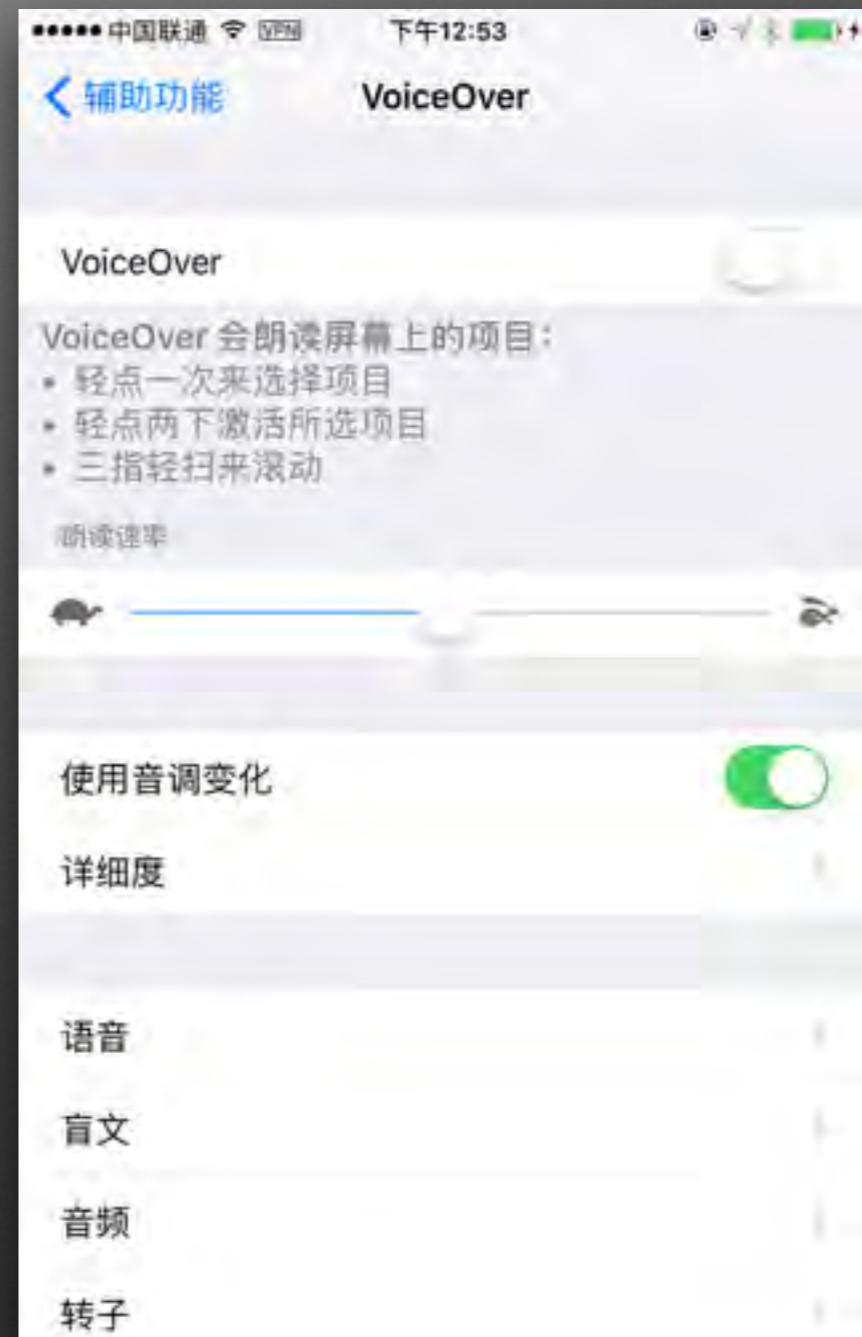 中国联通 VPN 下午12:53
辅助功能 VoiceOver
VoiceOver
VoiceOver 会朗读屏幕上的项目：
• 轻点一次来选择项目
• 轻点两下激活所选项目
• 三指轻扫来滚动
朗读速率
使用音调变化
详细度
语音
盲文
音频
转子